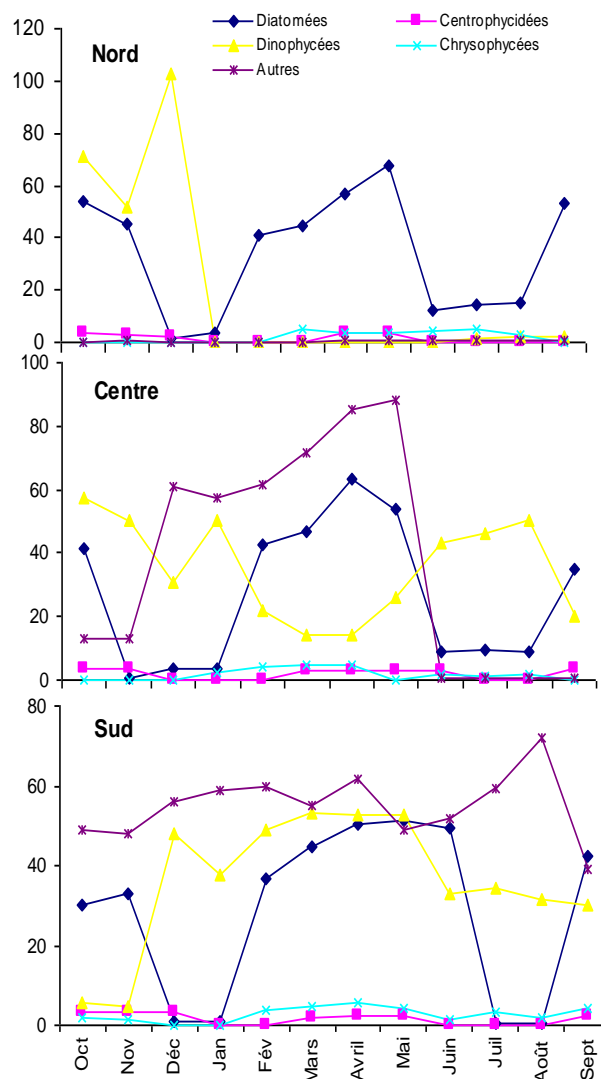 Diatomées Centrophycidées
Dinophycées Chrysophycées
Autres
Nord
120
100
80
60
40
20
0
Centre
100
80
60
40
20
0
Sud
80
60
40
20
0
Oct Nov Déc Jan Fév Mars Avril Mai Juin Juil Août Sept